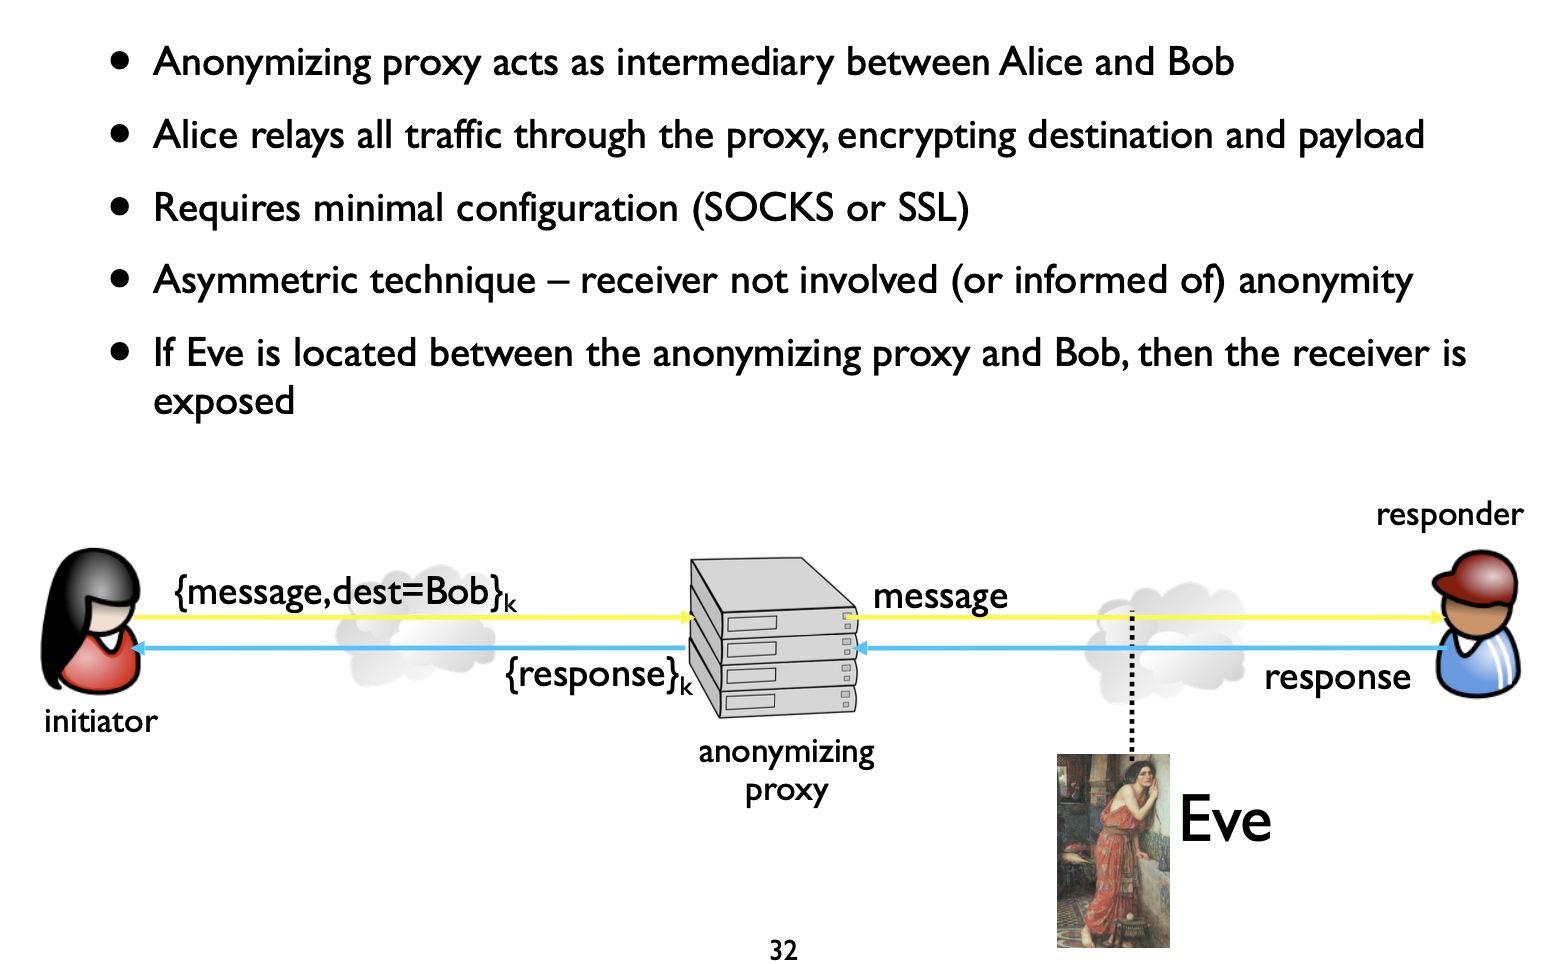 • Anonymizing proxy acts as intermediary between Alice and Bob
• Alice relays all traffic through the proxy, encrypting destination and payload
• Requires minimal configuration (SOCKS or SSL)
• Asymmetric technique – receiver not involved (or informed of) anonymity
• If Eve is located between the anonymizing proxy and Bob, then the receiver is
exposed
responder
{message,dest=Bob}k
message
{response}k
response
initiator
anonymizing
proxy
Eve
32